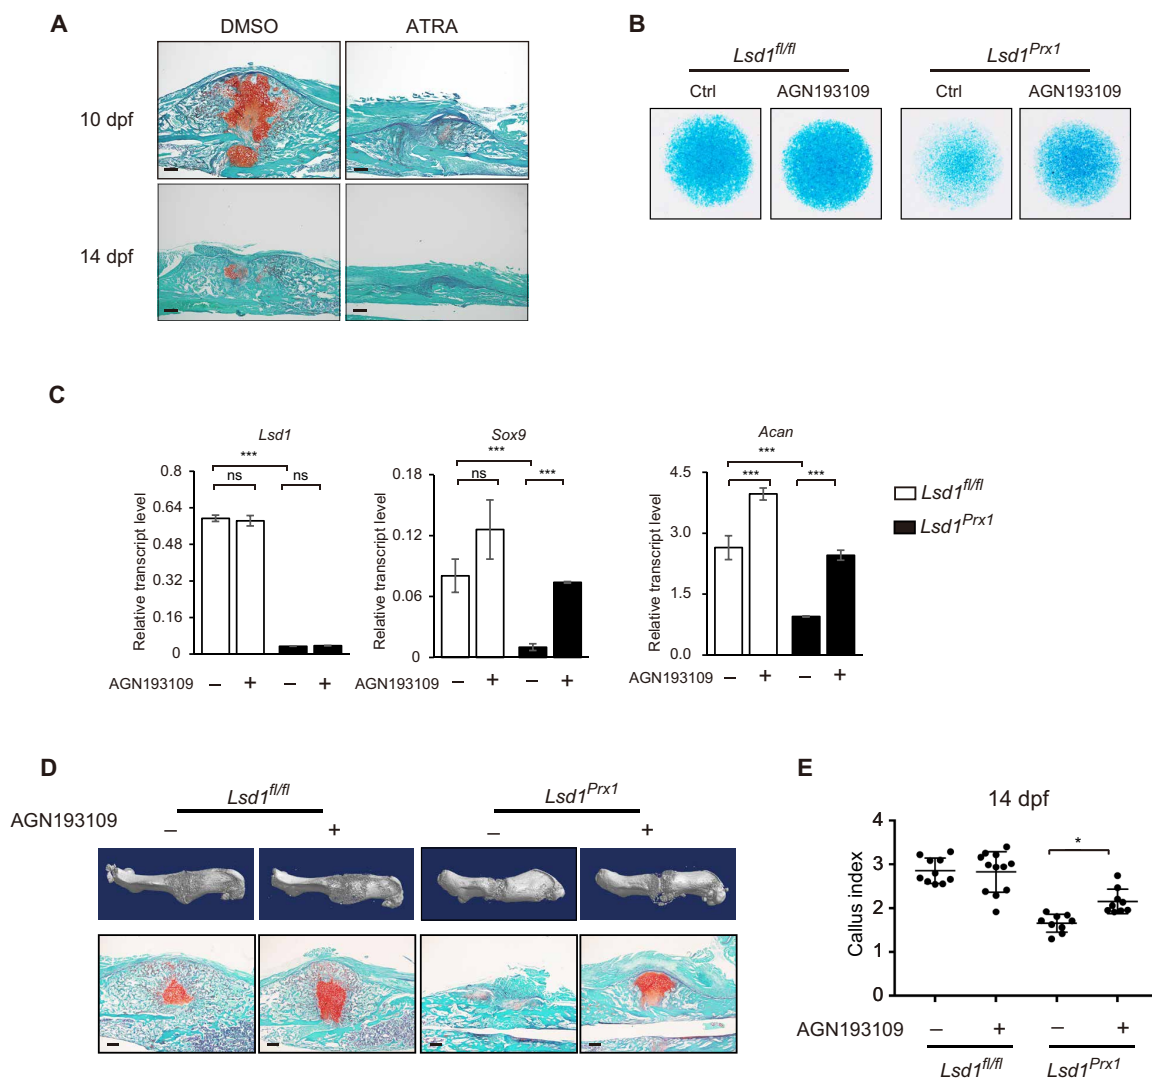 A
DMSO
ATRA
10 dpf
14 dpf
B
Lsd1fl/fl
Lsd1Prx1
Ctrl
AGN193109
Ctrl
AGN193109
C
Lsd1
***
ns
ns
Relative transcript level
0.8
0.64
0.48
0.32
0.16
0
AGN193109
– + – +
Sox9
***
ns
***
Relative transcript level
0.18
0.12
0.06
0
AGN193109
– + – +
Acan
***
***
***
Relative transcript level
4.5
3.0
1.5
0.0
AGN193109
– + – +
Lsd1fl/fl
Lsd1Prx1
D
Lsd1fl/fl
Lsd1Prx1
AGN193109
– + – +
E
14 dpf
*
Callus index
4
3
2
1
0
AGN193109
– + – +
Lsd1fl/fl
Lsd1Prx1